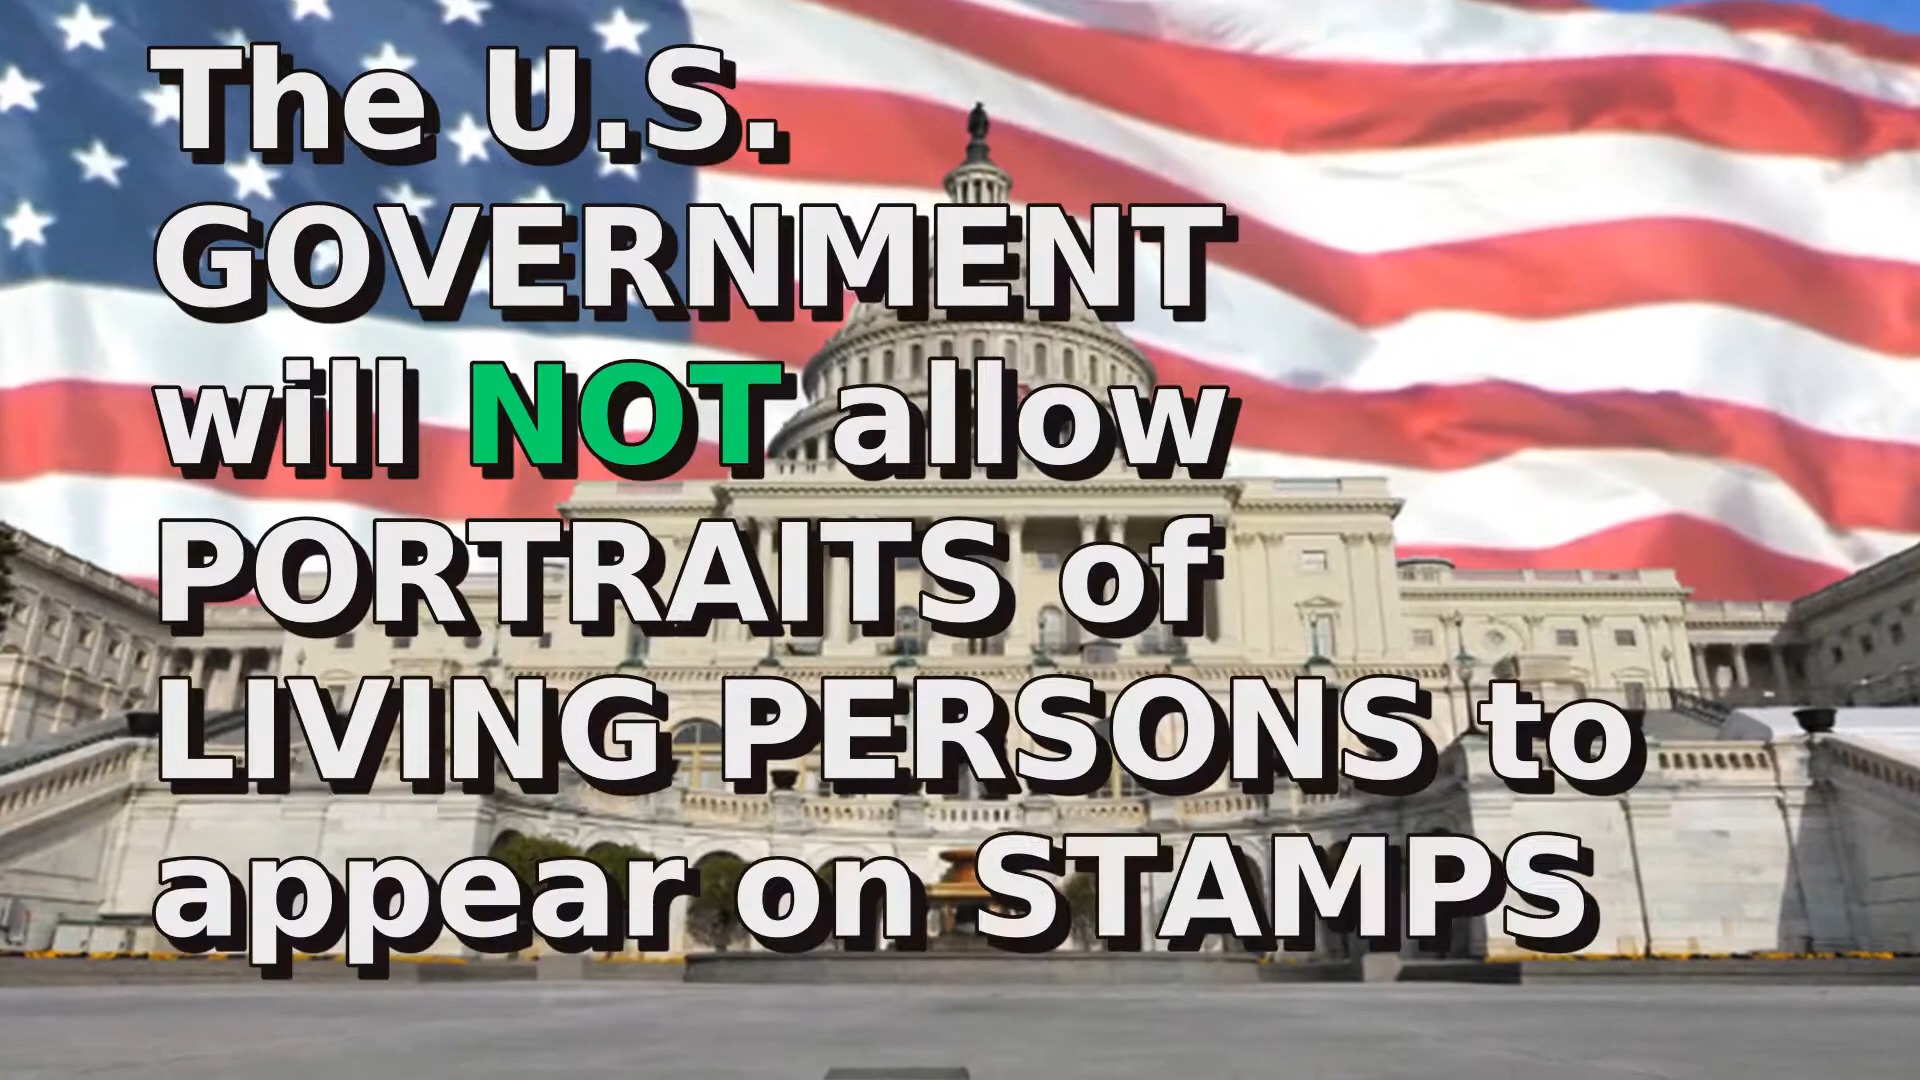 The U.S.
GOVERNMENT
will NOT allow
PORTRAITS of
LIVING PERSONS to
appear on STAMPS